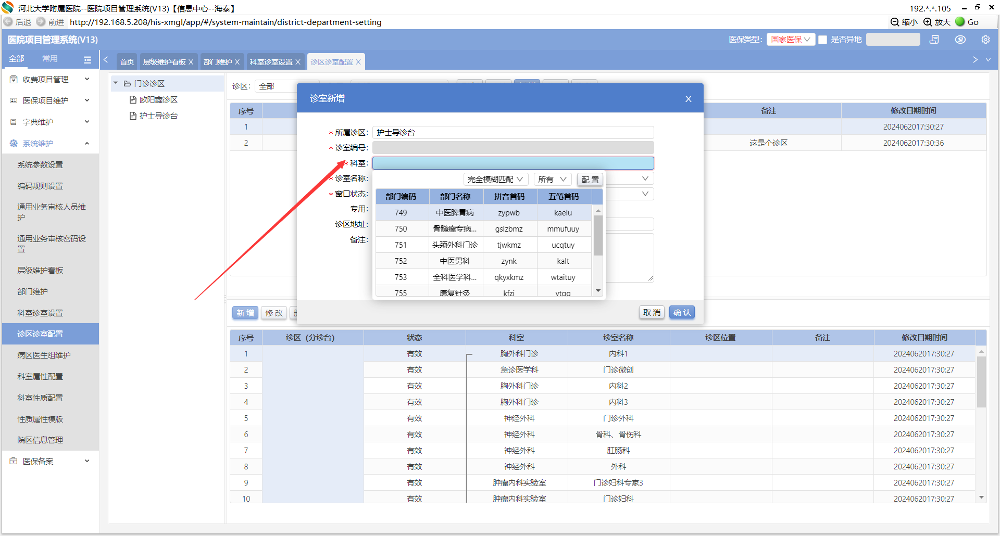 河北大学附属医院--医院项目管理系统(V13)【信息中心--海泰】
192.*.*.105
后退 前进 http://192.168.5.208/his-xmgl/app/#/system-maintain/district-department-setting
缩小 放大 Go
医院项目管理系统(V13)
医保类型: 国家医保 是否异地
全部 常用
首页 层级维护看板 X 部门维护 X 科室诊室设置 X 诊区诊室配置 X
收费项目管理
医保项目维护
字典维护
系统维护
系统参数设置
编码规则设置
通用业务审核人员维
护
通用业务审核密码设
置
层级维护看板
部门维护
科室诊室设置
诊区诊室配置
病区医生组维护
科室属性配置
科室性质配置
性质属性模版
院区信息管理
医保备案
门诊诊区
欧阳鑫诊区
护士导诊台
诊区: 全部
序号 备注 修改日期时间
1 2024062017:30:27
2 这是个诊区 2024062017:30:36
诊室新增 X
* 所属诊区: 护士导诊台
* 诊室编号:
* 科室:
* 诊室名称:
* 窗口状态:
专用:
诊区地址:
备注:
完全模糊匹配 所有 配 置
部门编码 部门名称 拼音首码 五笔首码
749 中医脾胃病 zypwb kaelu
750 骨髓瘤专病... gslzbmz mmufuuy
751 头颈外科门诊 tjwkmz ucqtuy
752 中医男科 zynk kalt
753 全科医学科... qkyxkmz wtaituy
755 康复针灸 kfzj ytqq
取 消 确 认
新 增 修 改
序号 诊区（分诊台） 状态 科室 诊室名称 诊区位置 备注 修改日期时间
1 有效 胸外科门诊 内科1 2024062017:30:27
2 有效 急诊医学科 门诊微创 2024062017:30:27
3 有效 胸外科门诊 内科2 2024062017:30:27
4 有效 胸外科门诊 内科3 2024062017:30:27
5 有效 神经外科 门诊外科 2024062017:30:27
6 有效 神经外科 骨科、骨伤科 2024062017:30:27
7 有效 神经外科 肛肠科 2024062017:30:27
8 有效 神经外科 外科 2024062017:30:27
9 有效 肿瘤内科实验室 门诊妇科专家3 2024062017:30:27
10 有效 肿瘤内科实验室 门诊妇科 2024062017:30:27